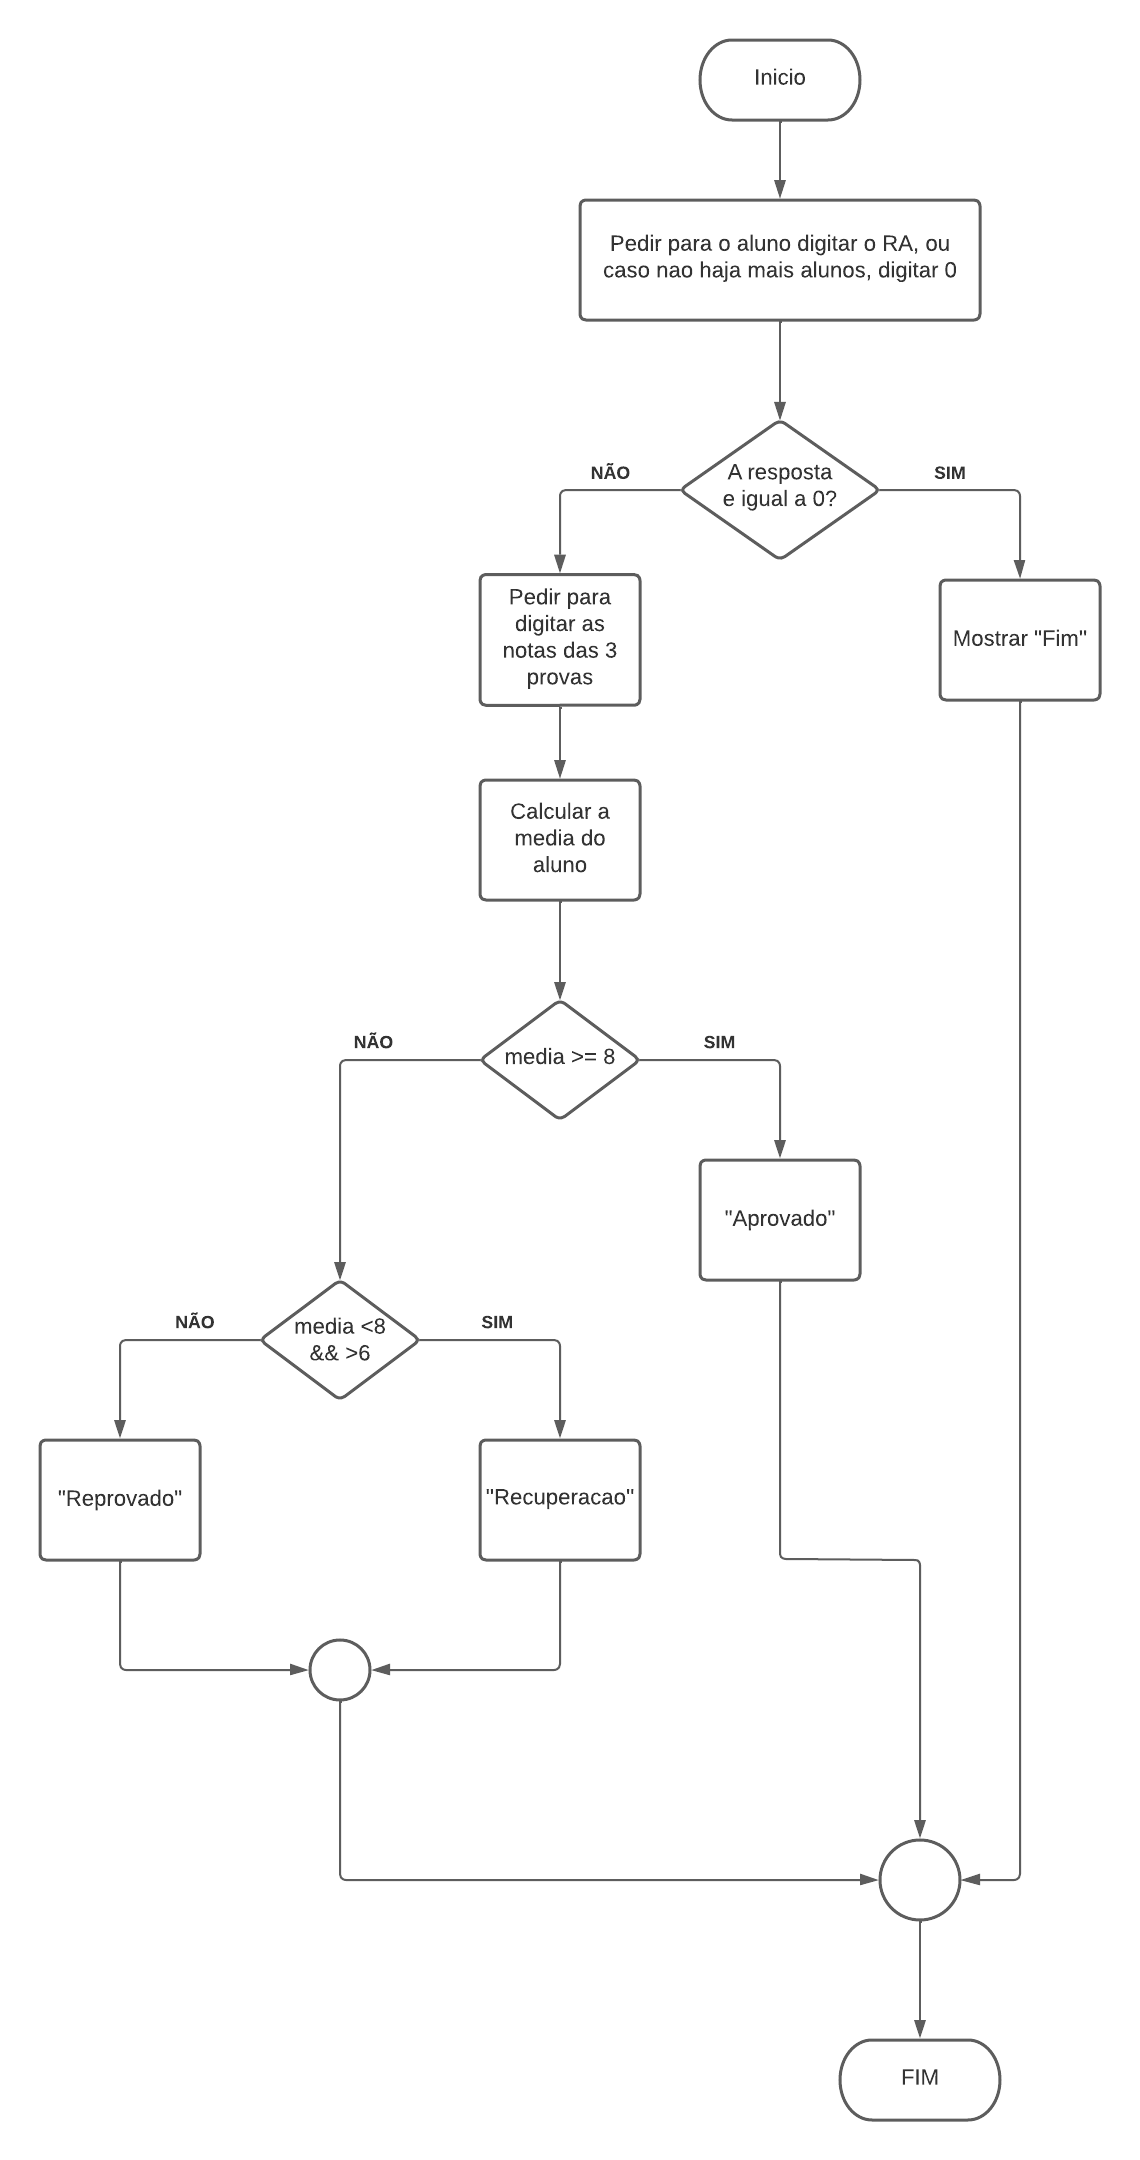 Inicio
Pedir para o aluno digitar o RA, ou
caso nao haja mais alunos, digitar 0
A resposta
e igual a 0?
NÃO
SIM
Pedir para
digitar as
notas das 3
provas
Mostrar "Fim"
Calcular a
media do
aluno
media >= 8
NÃO
SIM
"Aprovado"
media <8
&& >6
NÃO
SIM
"Reprovado"
"Recuperacao"
FIM